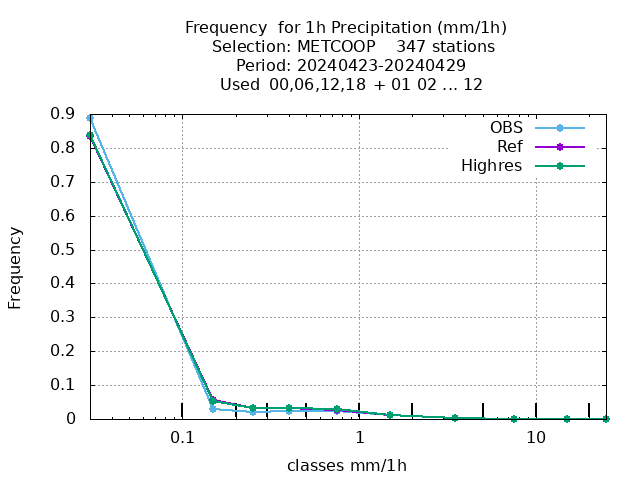 Frequency  for 1h Precipitation (mm/1h)
Selection: METCOOP    347 stations
Period: 20240423-20240429
Used 00,06,12,18 + 01 02 ... 12
OBS
Ref
Highres
Frequency
0.9
0.8
0.7
0.6
0.5
0.4
0.3
0.2
0.1
0
0.1 1 10
classes mm/1h